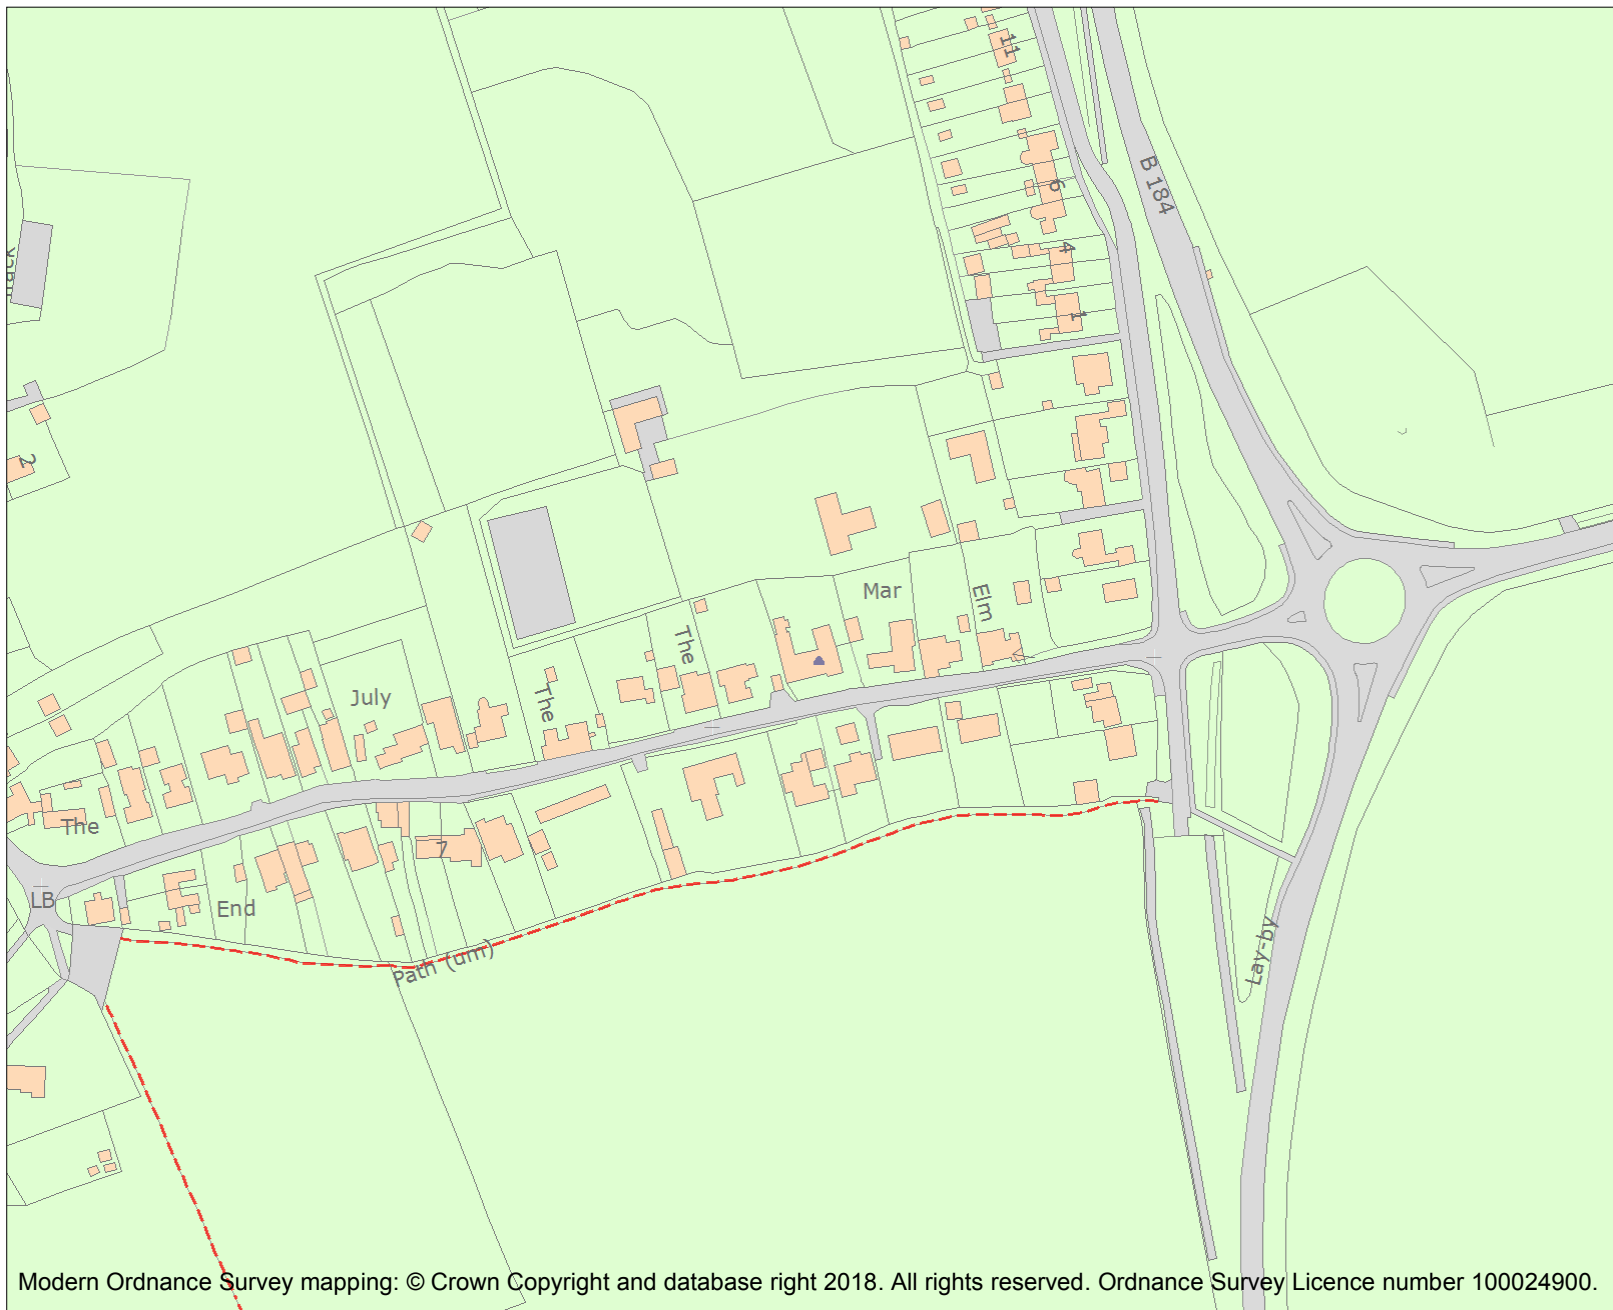 11
B 184
6
4
1
2
Elm
Mar
The
July
The
The
7
LB
End
Path (um)
Lay-by
Modern Ordnance Survey mapping: © Crown Copyright and database right 2018. All rights reserved. Ordnance Survey Licence number 100024900.